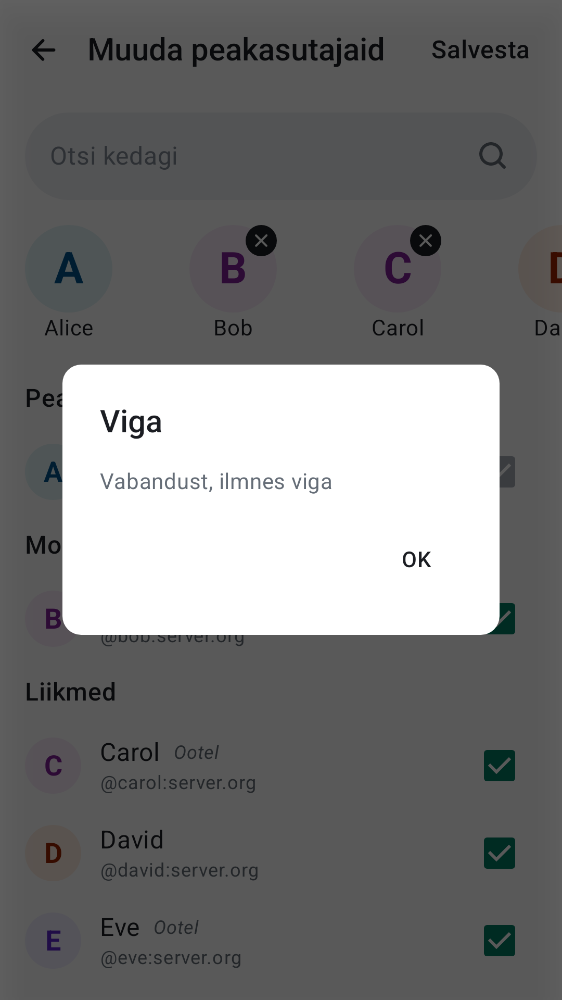 Muuda peakasutajaid
Salvesta
Otsi kedagi
A
B
C
D
Alice
Bob
Carol
Da
Pea
Viga
A
Vabandust, ilmnes viga
Mo
OK
B
@bob:server.org
Liikmed
C
Carol Ootel
@carol:server.org
D
David
@david:server.org
E
Eve Ootel
@eve:server.org